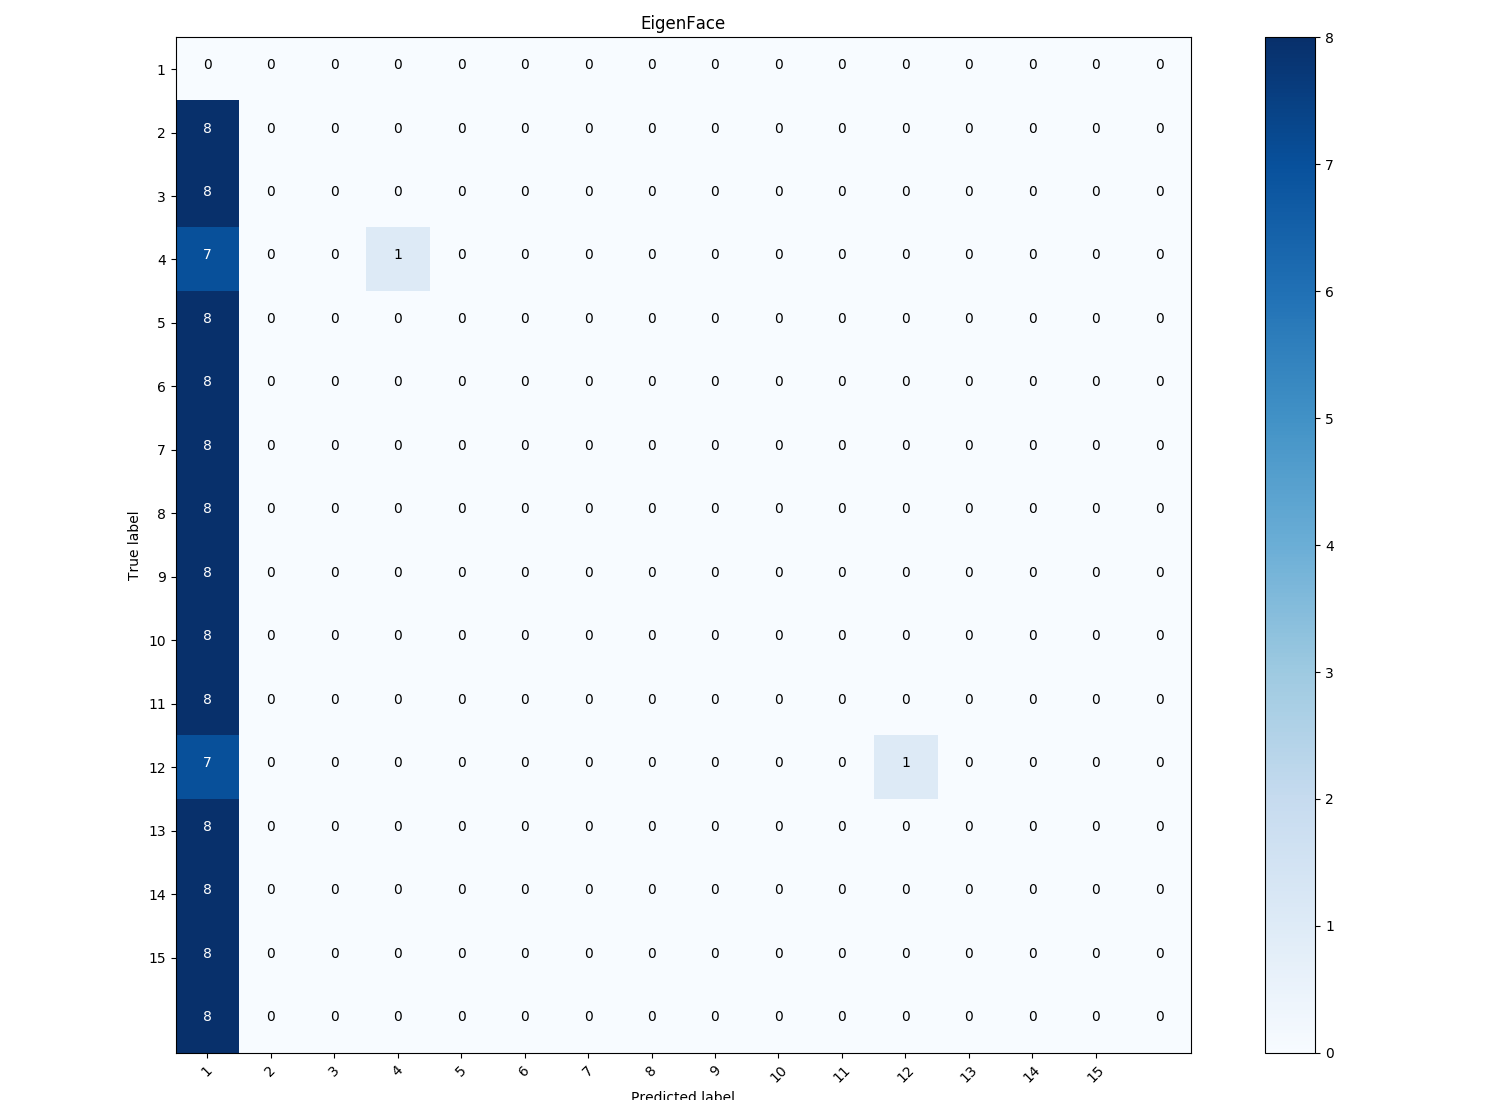 EigenFace
1 0 0 0 0 0 0 0 0 0 0 0 0 0 0 0 0
2 8 0 0 0 0 0 0 0 0 0 0 0 0 0 0 0
3 8 0 0 0 0 0 0 0 0 0 0 0 0 0 0 0
4 7 0 0 1 0 0 0 0 0 0 0 0 0 0 0 0
5 8 0 0 0 0 0 0 0 0 0 0 0 0 0 0 0
6 8 0 0 0 0 0 0 0 0 0 0 0 0 0 0 0
7 8 0 0 0 0 0 0 0 0 0 0 0 0 0 0 0
8 8 0 0 0 0 0 0 0 0 0 0 0 0 0 0 0
9 8 0 0 0 0 0 0 0 0 0 0 0 0 0 0 0
10 8 0 0 0 0 0 0 0 0 0 0 0 0 0 0 0
11 8 0 0 0 0 0 0 0 0 0 0 0 0 0 0 0
12 7 0 0 0 0 0 0 0 0 0 0 1 0 0 0 0
13 8 0 0 0 0 0 0 0 0 0 0 0 0 0 0 0
14 8 0 0 0 0 0 0 0 0 0 0 0 0 0 0 0
15 8 0 0 0 0 0 0 0 0 0 0 0 0 0 0 0
8 0 0 0 0 0 0 0 0 0 0 0 0 0 0 0
True label
1 2 3 4 5 6 7 8 9 10 11 12 13 14 15
Predicted label
8
7
6
5
4
3
2
1
0